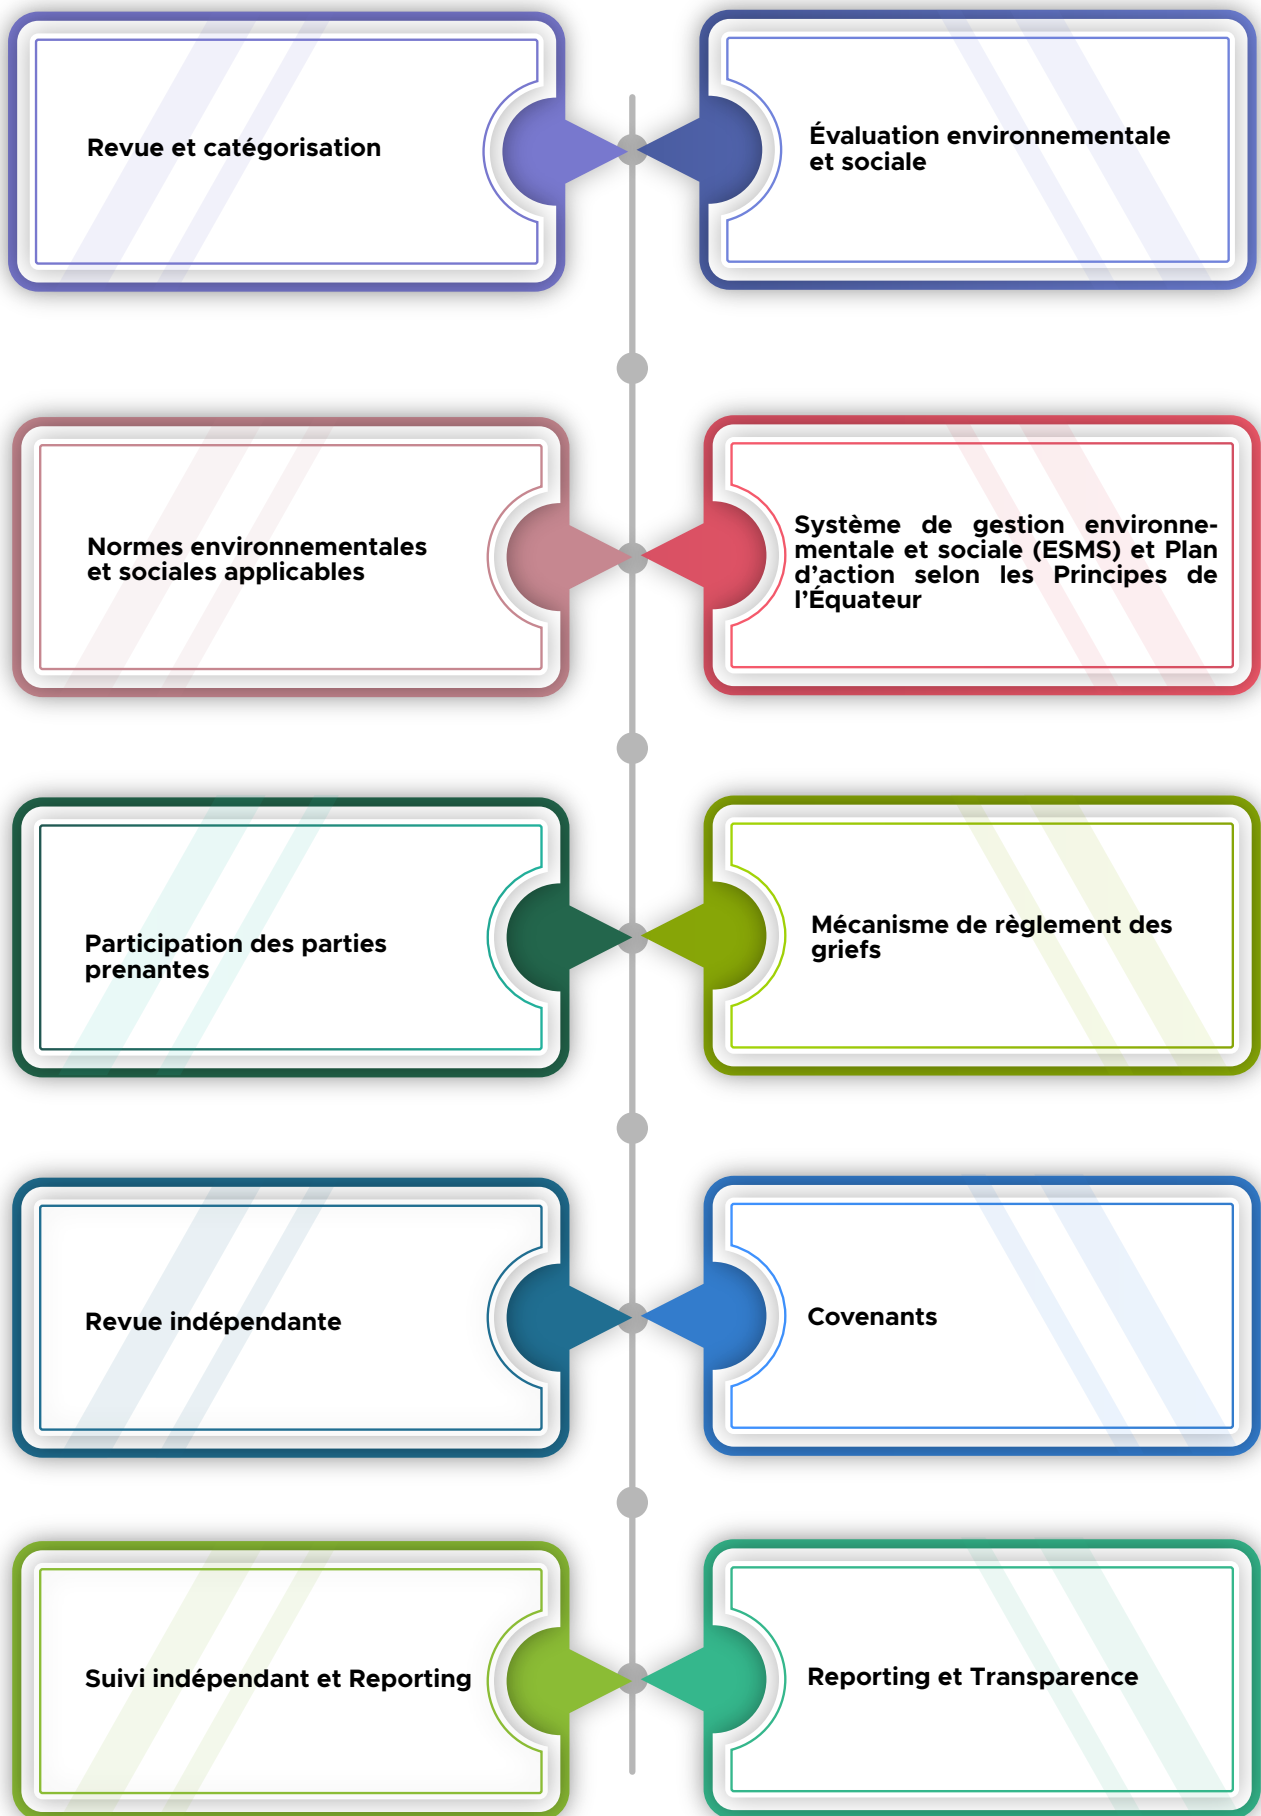 Revue et catégorisation
Évaluation environnementale
et sociale
Normes environnementales
et sociales applicables
Système de gestion environne-
mentale et sociale (ESMS) et Plan
d'action selon les Principes de
l'Équateur
Participation des parties
prenantes
Mécanisme de règlement des
griefs
Revue indépendante
Covenants
Suivi indépendant et Reporting
Reporting et Transparence